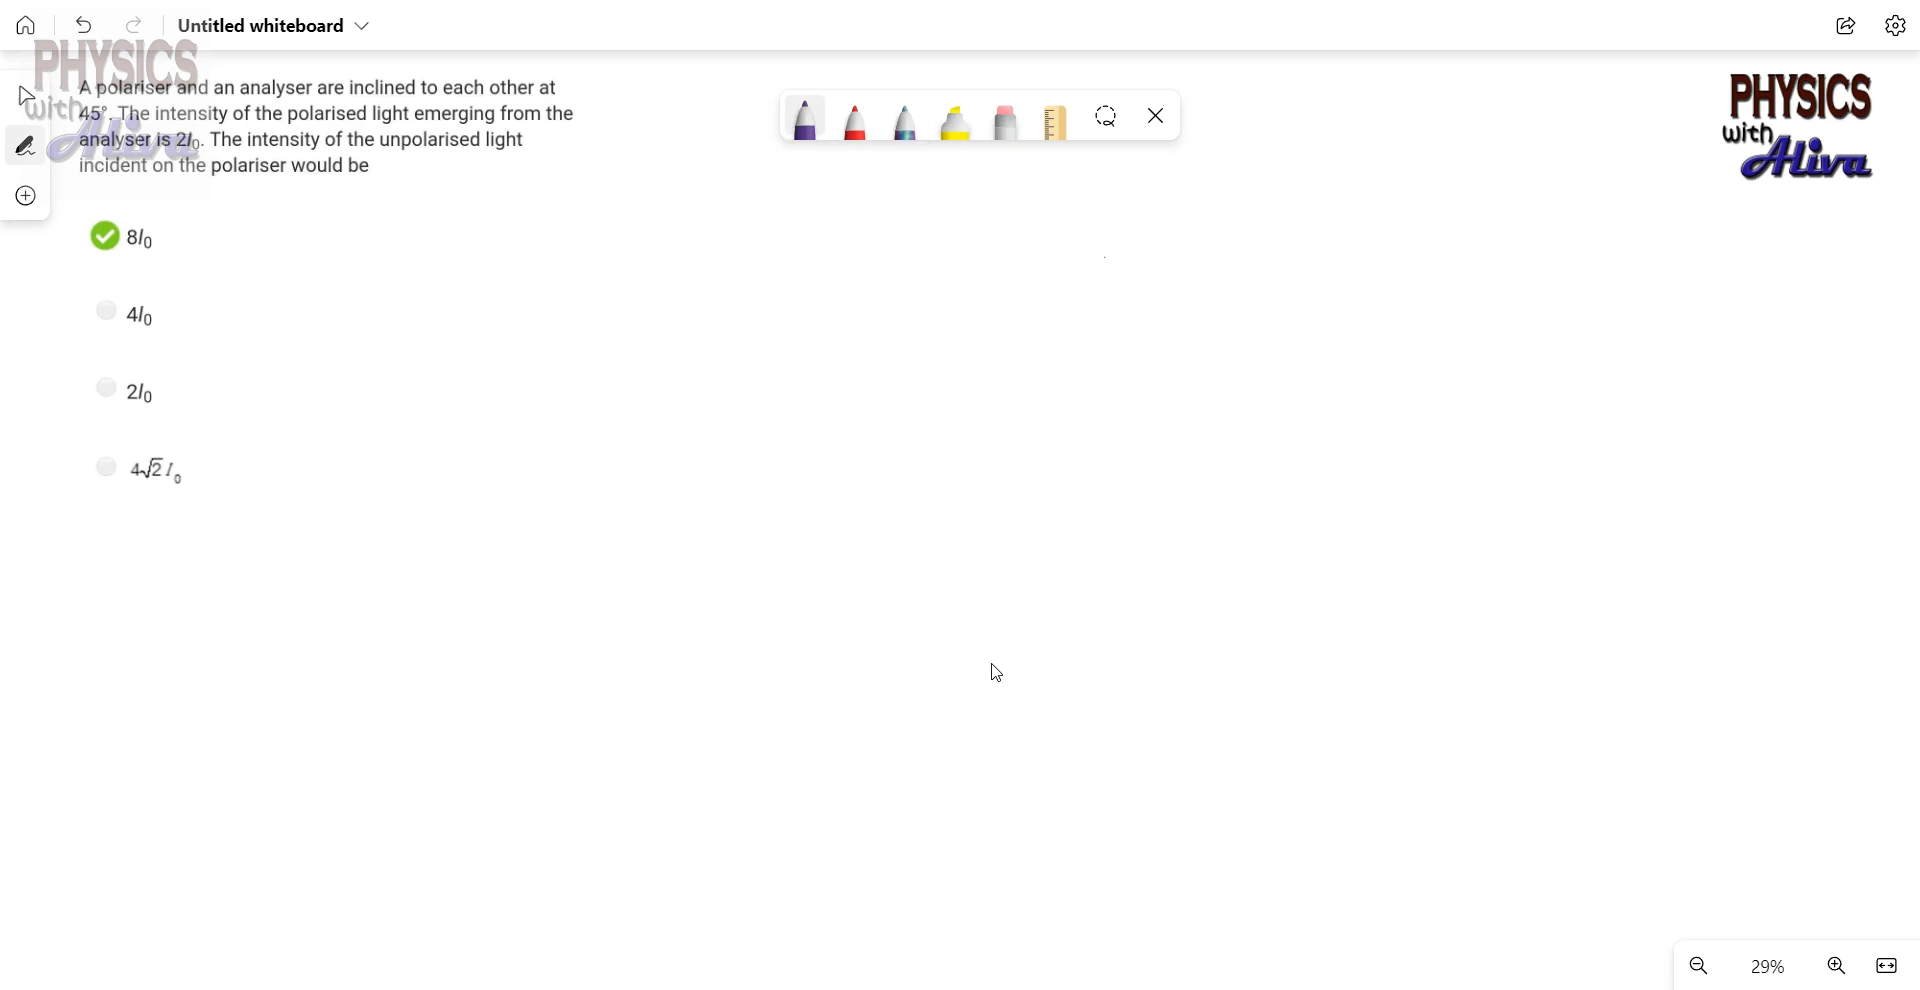 Untitled whiteboard
PHYSICS
with
Aliva
A polariser and an analyser are inclined to each other at
45°. The intensity of the polarised light emerging from the
analyser is 2I₀. The intensity of the unpolarised light
incident on the polariser would be
8I₀
4I₀
2I₀
4√2 I₀
PHYSICS
with
Aliva
29%